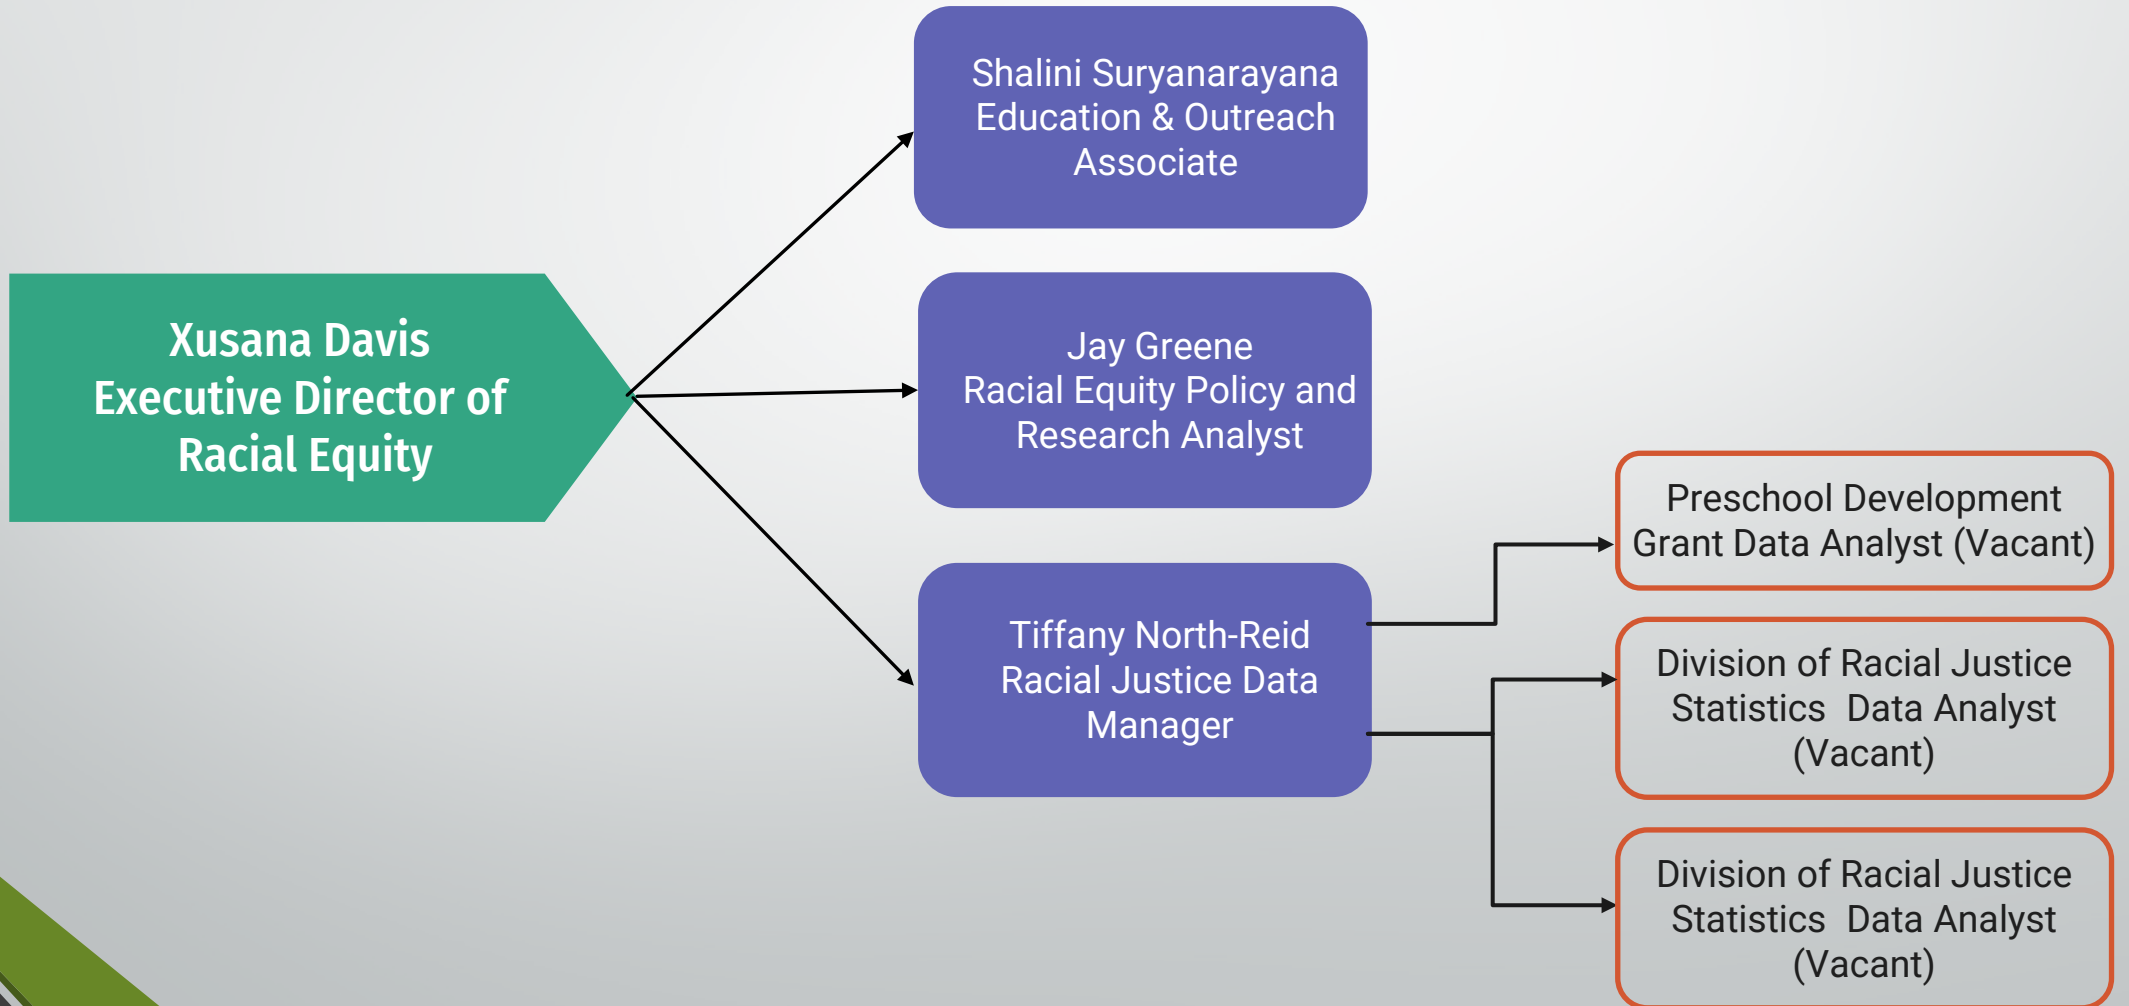 Xusana Davis
Executive Director of
Racial Equity
Shalini Suryanarayana
Education & Outreach
Associate
Jay Greene
Racial Equity Policy and
Research Analyst
Tiffany North-Reid
Racial Justice Data
Manager
Preschool Development
Grant Data Analyst (Vacant)
Division of Racial Justice
Statistics  Data Analyst
(Vacant)
Division of Racial Justice
Statistics  Data Analyst
(Vacant)